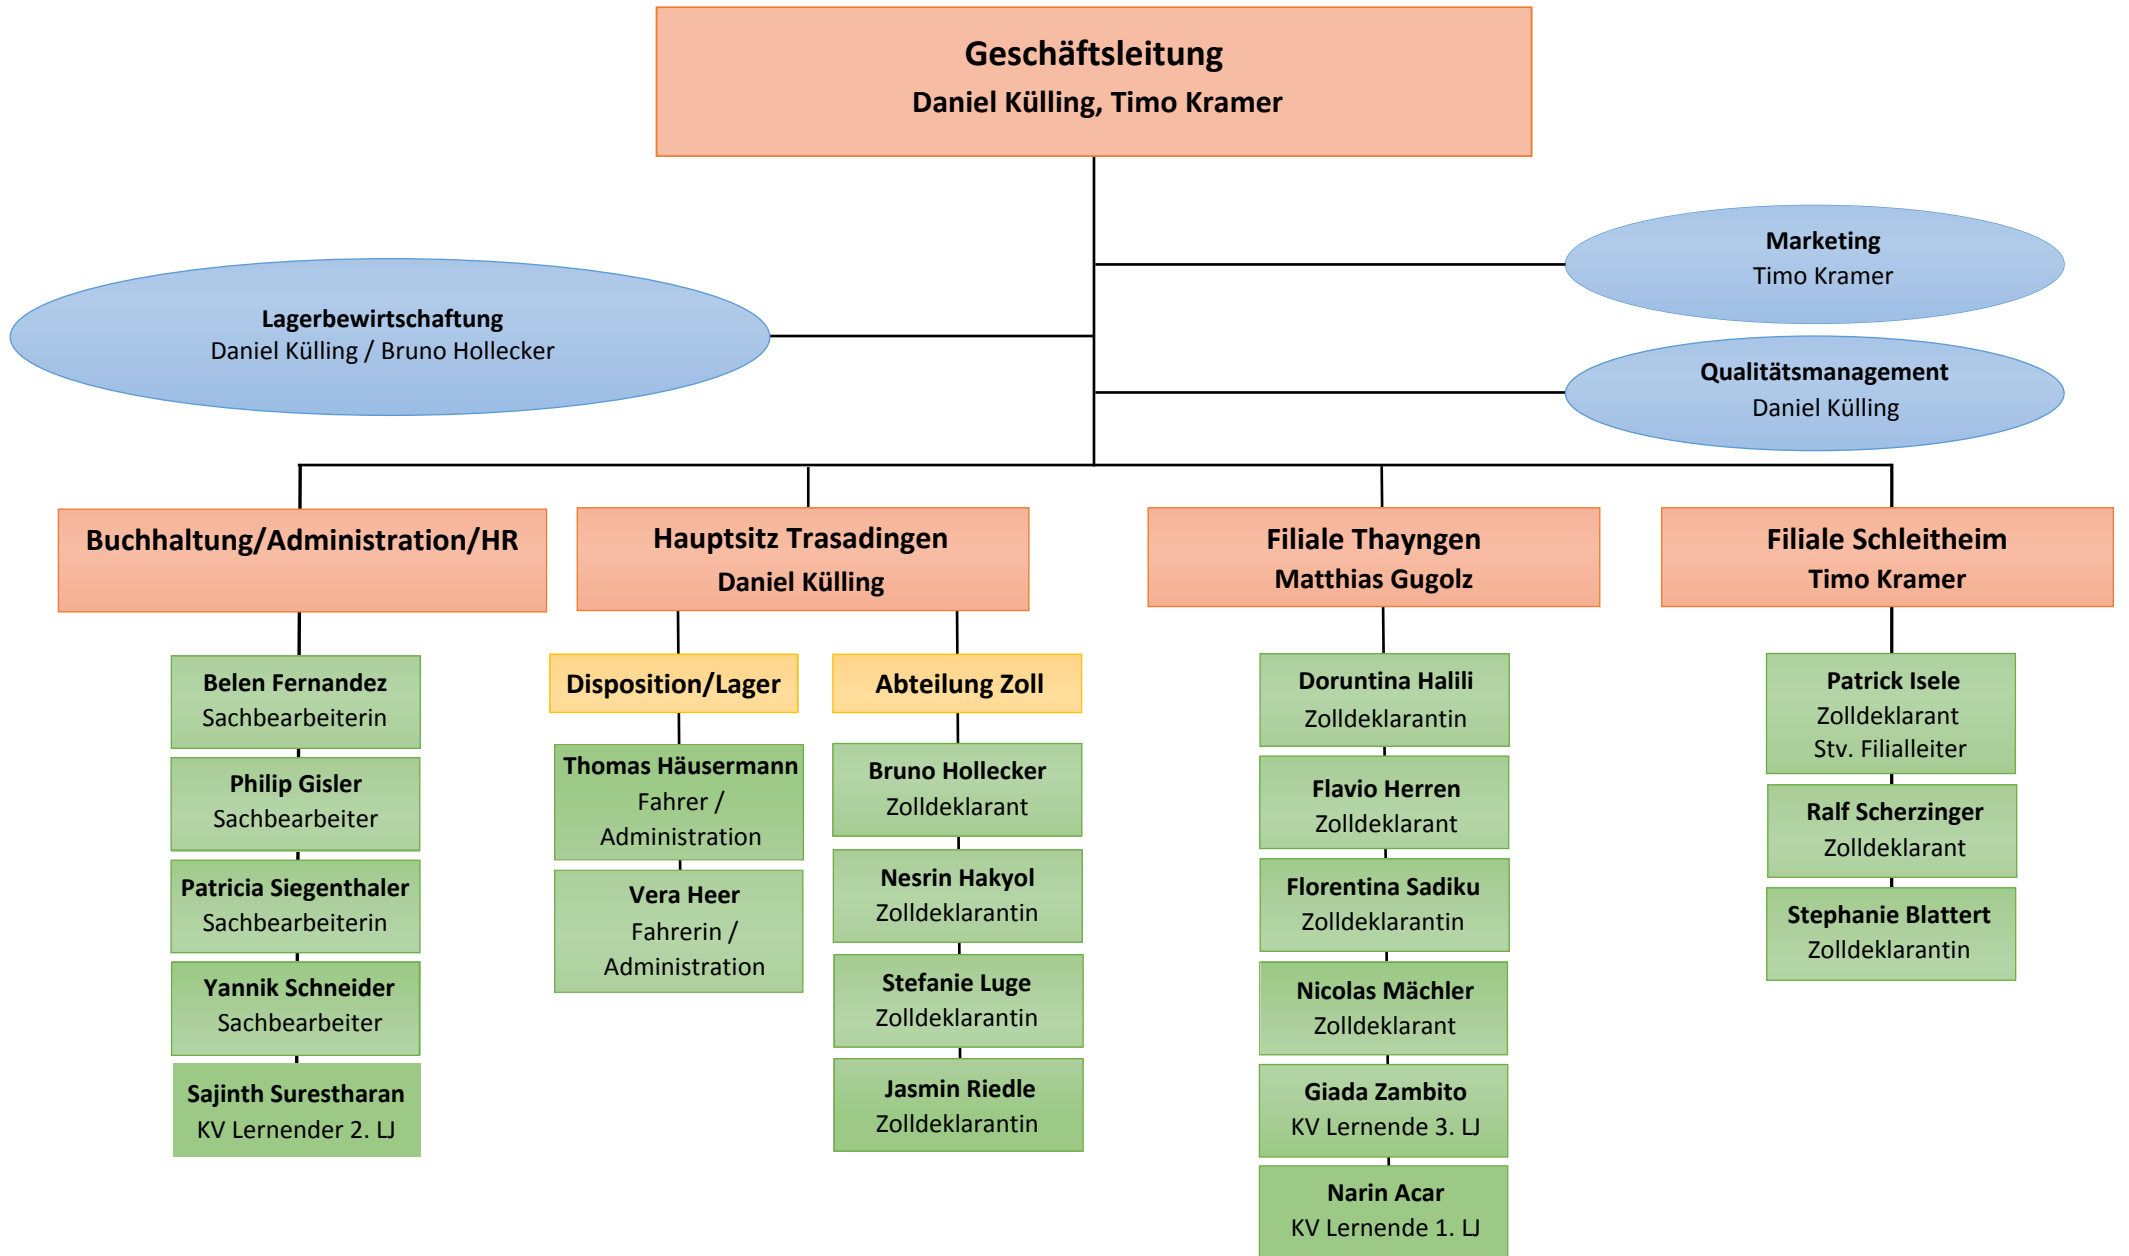 Geschäftsleitung
Daniel Külling, Timo Kramer
Marketing
Timo Kramer
Lagerbewirtschaftung
Daniel Külling / Bruno Hollecker
Qualitätsmanagement
Daniel Külling
Buchhaltung/Administration/HR
Hauptsitz Trasadingen
Daniel Külling
Filiale Thayngen
Matthias Gugolz
Filiale Schleitheim
Timo Kramer
Belen Fernandez
Sachbearbeiterin
Philip Gisler
Sachbearbeiter
Patricia Siegenthaler
Sachbearbeiterin
Yannik Schneider
Sachbearbeiter
Sajinth Surestharan
KV Lernender 2. LJ
Disposition/Lager
Thomas Häusermann
Fahrer /
Administration
Vera Heer
Fahrerin /
Administration
Abteilung Zoll
Bruno Hollecker
Zolldeklarant
Nesrin Hakyol
Zolldeklarantin
Stefanie Luge
Zolldeklarantin
Jasmin Riedle
Zolldeklarantin
Doruntina Halili
Zolldeklarantin
Flavio Herren
Zolldeklarant
Florentina Sadiku
Zolldeklarantin
Nicolas Mächler
Zolldeklarant
Giada Zambito
KV Lernende 3. LJ
Narin Acar
KV Lernende 1. LJ
Patrick Isele
Zolldeklarant
Stv. Filialleiter
Ralf Scherzinger
Zolldeklarant
Stephanie Blattert
Zolldeklarantin